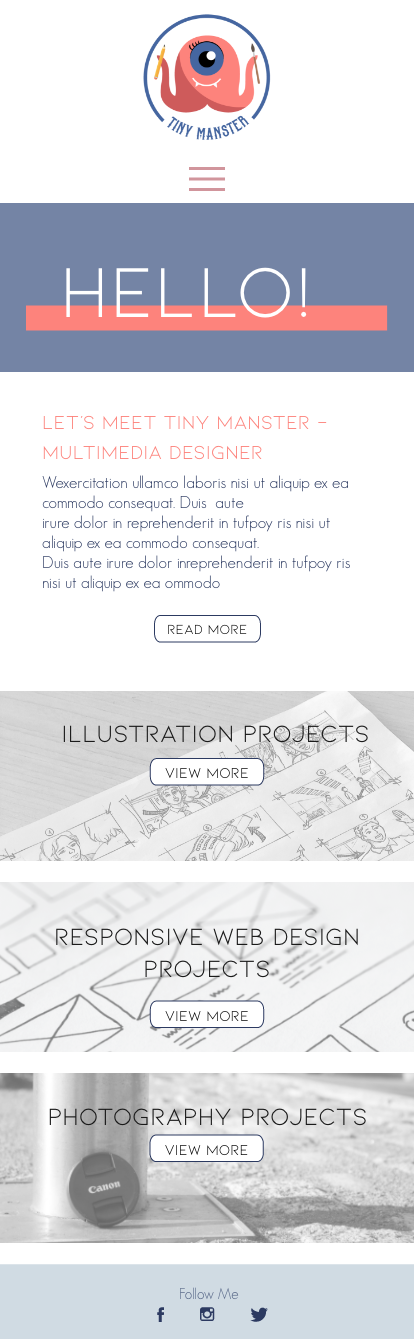 TINY MANSTER
HELLO!
LET'S MEET TINY MANSTER –
MULTIMEDIA DESIGNER
Wexercitation ullamco laboris nisi ut aliquip ex ea
commodo consequat. Duis aute
irure dolor in reprehenderit in tufpoy ris nisi ut
aliquip ex ea commodo consequat.
Duis aute irure dolor inreprehenderit in tufpoy ris
nisi ut aliquip ex ea ommodo
READ MORE
ILLUSTRATION PROJECTS
VIEW MORE
RESPONSIVE WEB DESIGN
PROJECTS
VIEW MORE
PHOTOGRAPHY PROJECTS
VIEW MORE
Canon
Follow Me